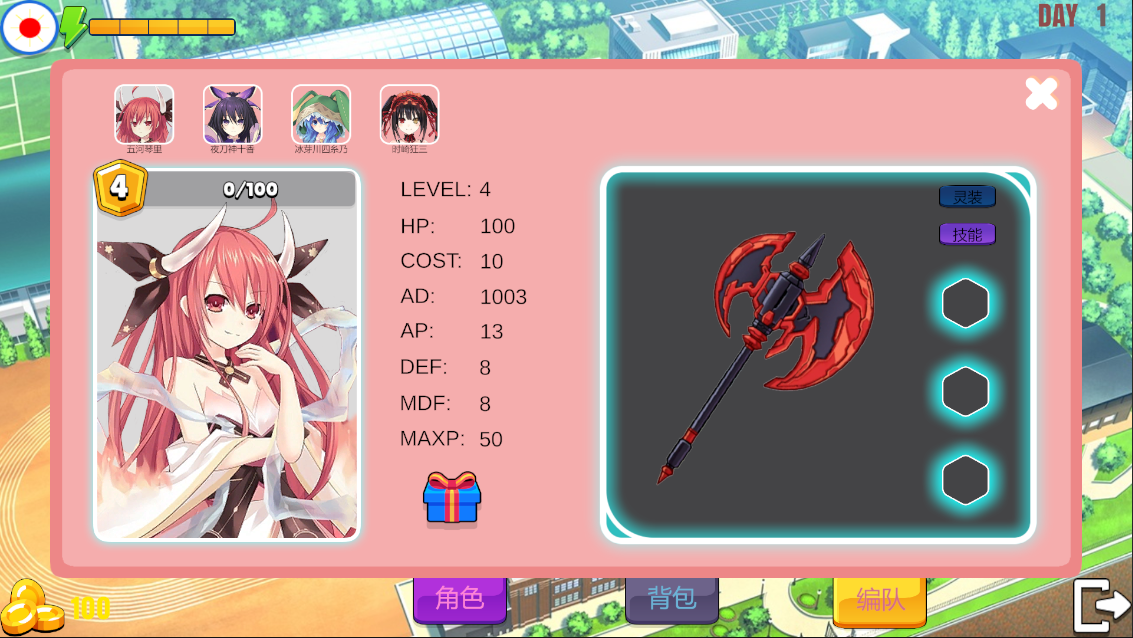 DAY 1
五河琴里
夜刀神十香
冰芽川四糸乃
时崎狂三
4
0/100
LEVEL: 4
HP: 100
COST: 10
AD: 1003
AP: 13
DEF: 8
MDF: 8
MAXP: 50
灵装
技能
100
角色
背包
编队